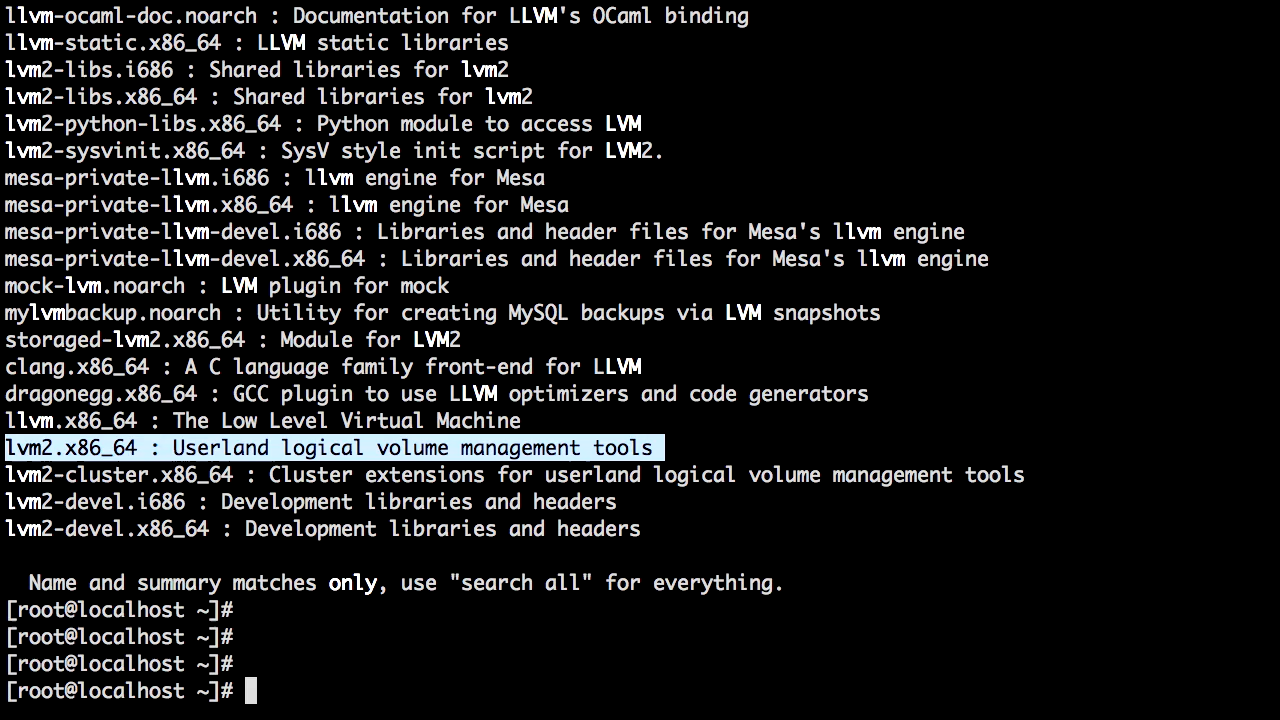 llvm-ocaml-doc.noarch : Documentation for LLVM's OCaml binding
llvm-static.x86_64 : LLVM static libraries
lvm2-libs.i686 : Shared libraries for lvm2
lvm2-libs.x86_64 : Shared libraries for lvm2
lvm2-python-libs.x86_64 : Python module to access LVM
lvm2-sysvinit.x86_64 : SysV style init script for LVM2.
mesa-private-llvm.i686 : llvm engine for Mesa
mesa-private-llvm.x86_64 : llvm engine for Mesa
mesa-private-llvm-devel.i686 : Libraries and header files for Mesa's llvm engine
mesa-private-llvm-devel.x86_64 : Libraries and header files for Mesa's llvm engine
mock-lvm.noarch : LVM plugin for mock
mylvmbackup.noarch : Utility for creating MySQL backups via LVM snapshots
storaged-lvm2.x86_64 : Module for LVM2
clang.x86_64 : A C language family front-end for LLVM
dragonegg.x86_64 : GCC plugin to use LLVM optimizers and code generators
llvm.x86_64 : The Low Level Virtual Machine
lvm2.x86_64 : Userland logical volume management tools
lvm2-cluster.x86_64 : Cluster extensions for userland logical volume management tools
lvm2-devel.i686 : Development libraries and headers
lvm2-devel.x86_64 : Development libraries and headers
Name and summary matches only, use "search all" for everything.
[root@localhost ~]#
[root@localhost ~]#
[root@localhost ~]#
[root@localhost ~]#